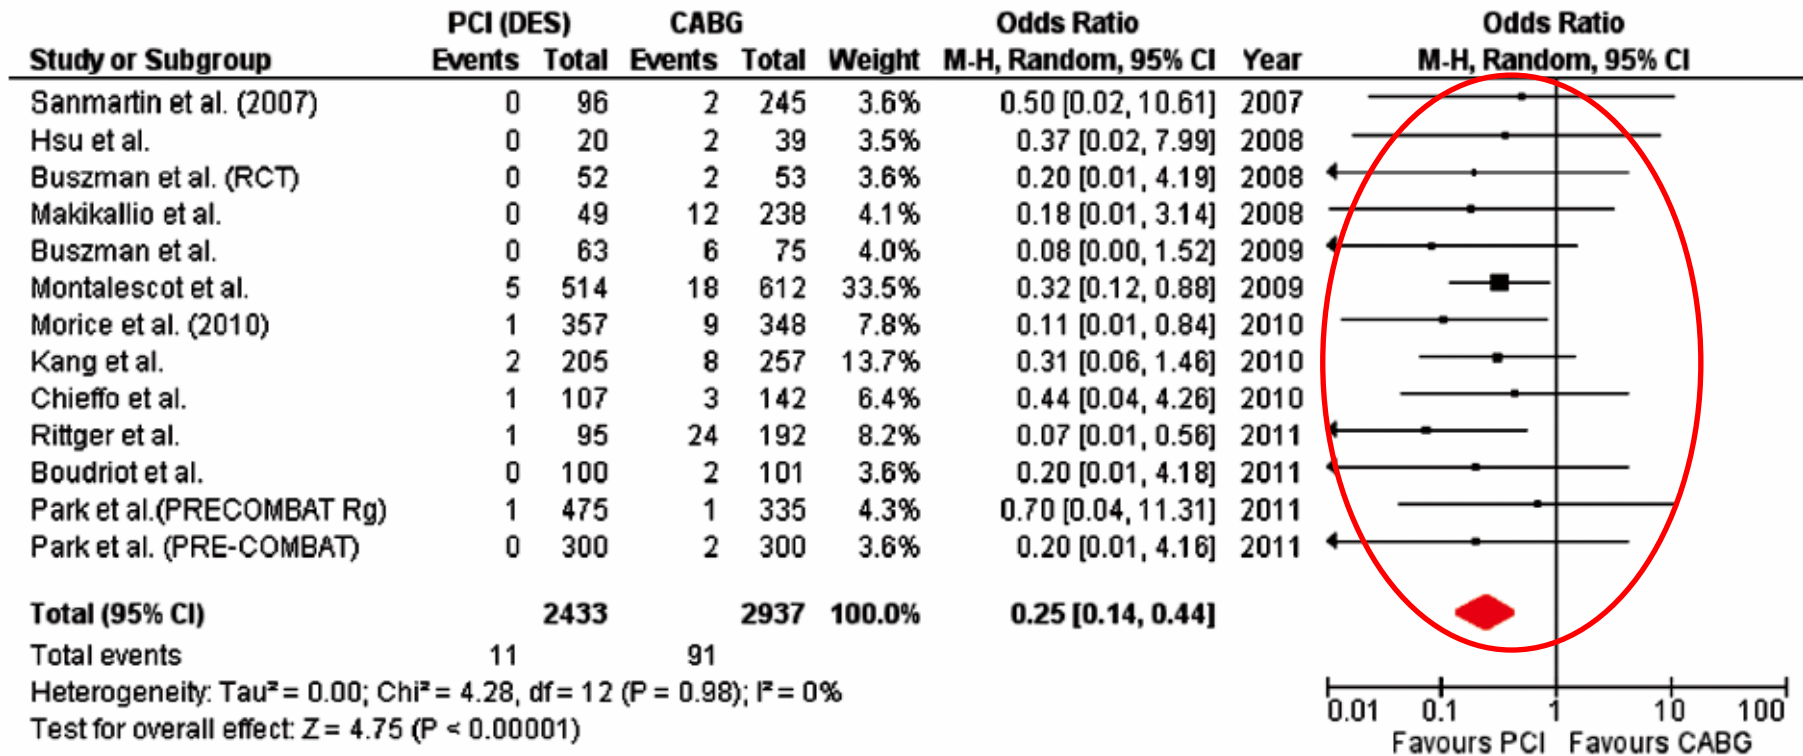 PCI (DES) CABG Odds Ratio Odds Ratio
Study or Subgroup Events Total Events Total Weight M-H, Random, 95% CI Year M-H, Random, 95% CI
Sanmartin et al. (2007) 0 96 2 245 3.6% 0.50 [0.02, 10.61] 2007
Hsu et al. 0 20 2 39 3.5% 0.37 [0.02, 7.99] 2008
Buszman et al. (RCT) 0 52 2 53 3.6% 0.20 [0.01, 4.19] 2008
Makikallio et al. 0 49 12 238 4.1% 0.18 [0.01, 3.14] 2008
Buszman et al. 0 63 6 75 4.0% 0.08 [0.00, 1.52] 2009
Montalescot et al. 5 514 18 612 33.5% 0.32 [0.12, 0.88] 2009
Morice et al. (2010) 1 357 9 348 7.8% 0.11 [0.01, 0.84] 2010
Kang et al. 2 205 8 257 13.7% 0.31 [0.06, 1.46] 2010
Chieffo et al. 1 107 3 142 6.4% 0.44 [0.04, 4.26] 2010
Rittger et al. 1 95 24 192 8.2% 0.07 [0.01, 0.56] 2011
Boudriot et al. 0 100 2 101 3.6% 0.20 [0.01, 4.18] 2011
Park et al.(PRECOMBAT Rg) 1 475 1 335 4.3% 0.70 [0.04, 11.31] 2011
Park et al. (PRE-COMBAT) 0 300 2 300 3.6% 0.20 [0.01, 4.16] 2011
Total (95% CI) 2433 2937 100.0% 0.25 [0.14, 0.44]
Total events 11 91
Heterogeneity: Tau² = 0.00; Chi² = 4.28, df = 12 (P = 0.98); I² = 0%
Test for overall effect: Z = 4.75 (P < 0.00001)
0.01 0.1 1 10 100
Favours PCI Favours CABG